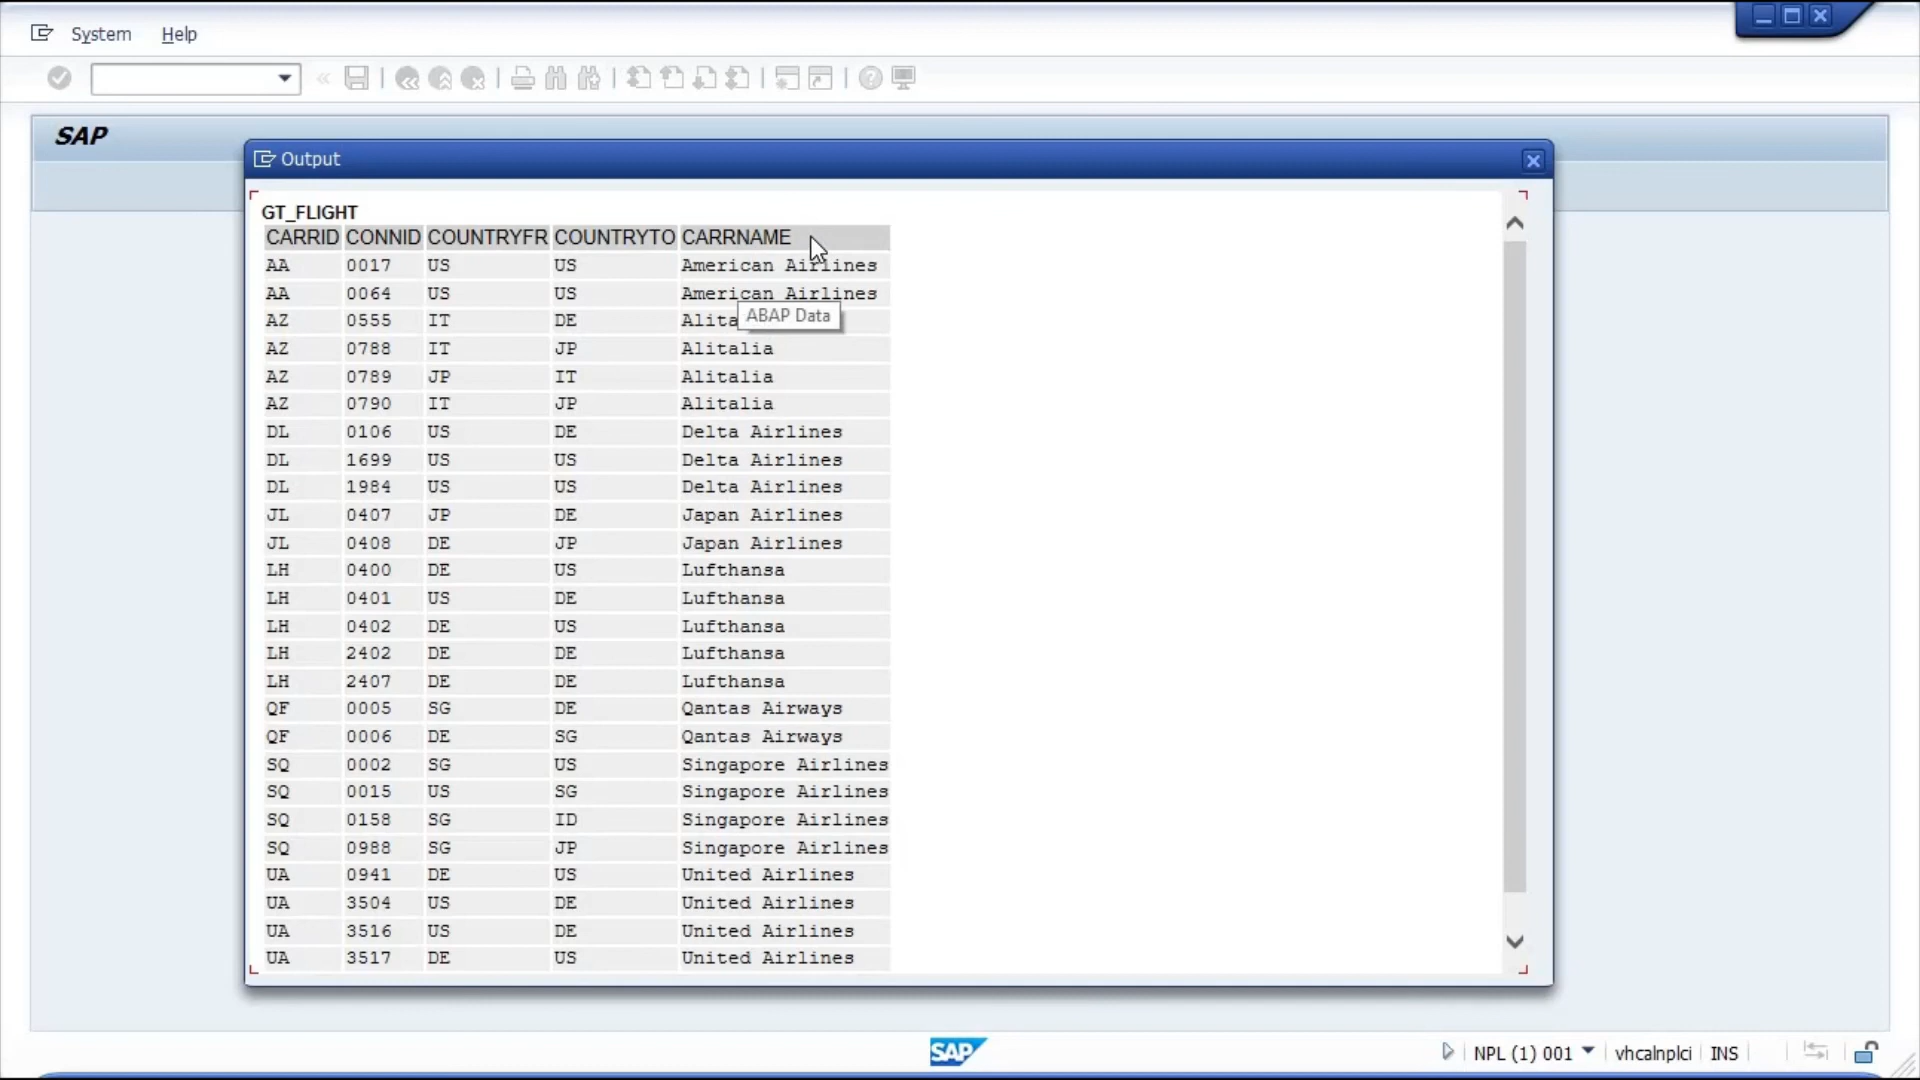 System Help
SAP
Output
GT_FLIGHT
CARRID CONNID COUNTRYFR COUNTRYTO CARRNAME
AA 0017 US US American Airlines
AA 0064 US US American Airlines
AZ 0555 IT DE Alita
ABAP Data
AZ 0788 IT JP Alitalia
AZ 0789 JP IT Alitalia
AZ 0790 IT JP Alitalia
DL 0106 US DE Delta Airlines
DL 1699 US US Delta Airlines
DL 1984 US US Delta Airlines
JL 0407 JP DE Japan Airlines
JL 0408 DE JP Japan Airlines
LH 0400 DE US Lufthansa
LH 0401 US DE Lufthansa
LH 0402 DE US Lufthansa
LH 2402 DE DE Lufthansa
LH 2407 DE DE Lufthansa
QF 0005 SG DE Qantas Airways
QF 0006 DE SG Qantas Airways
SQ 0002 SG US Singapore Airlines
SQ 0015 US SG Singapore Airlines
SQ 0158 SG ID Singapore Airlines
SQ 0988 SG JP Singapore Airlines
UA 0941 DE US United Airlines
UA 3504 US DE United Airlines
UA 3516 US DE United Airlines
UA 3517 DE US United Airlines
SAP
NPL (1) 001 vhcalnplci INS